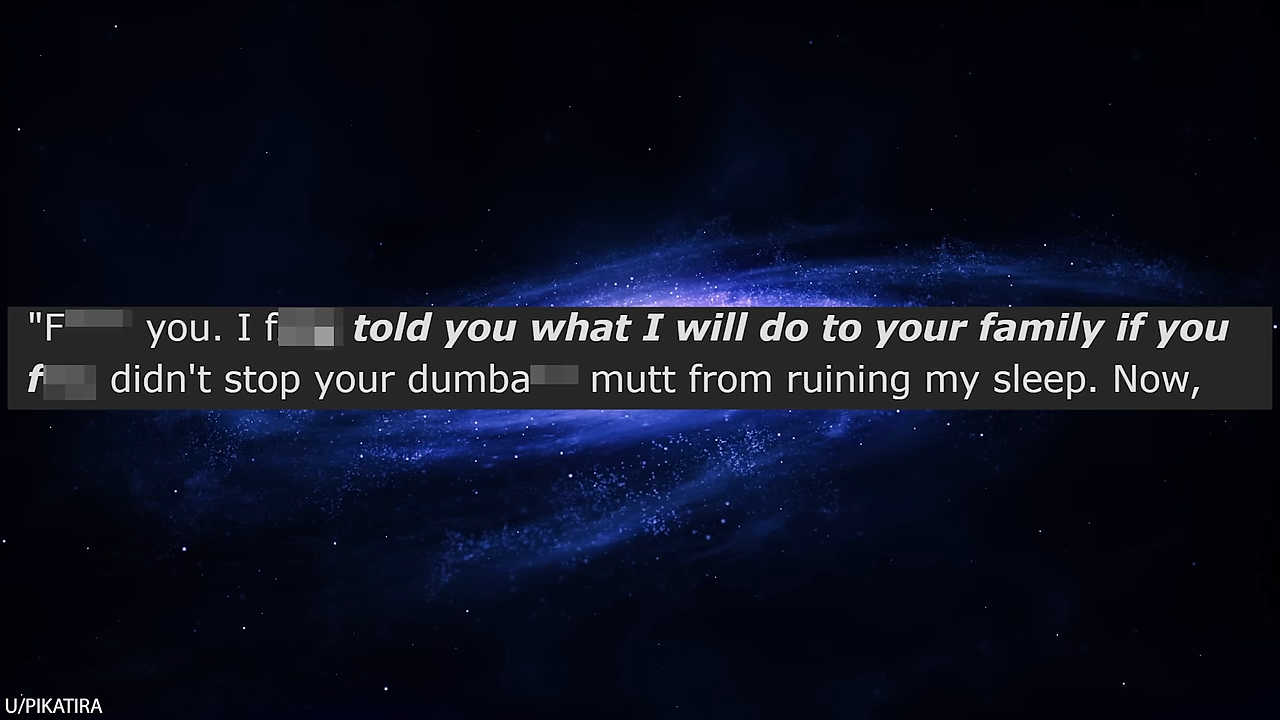 "F you. I f told you what I will do to your family if you
f didn't stop your dumba mutt from ruining my sleep. Now,
U/PIKATIRA